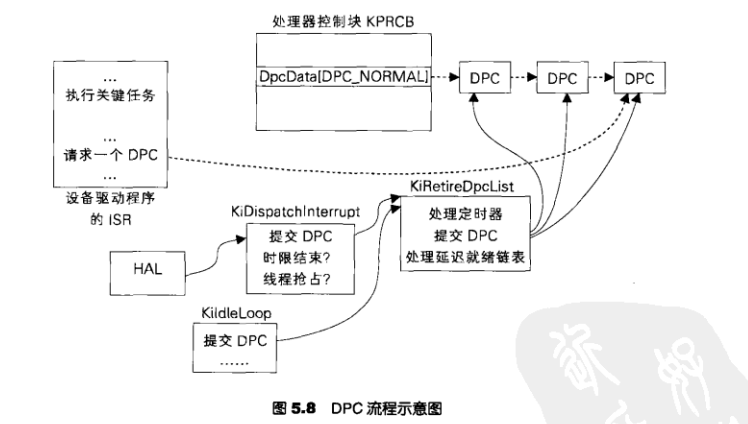 处理器控制块 KPRCB
DpcData[DPC_NORMAL]
DPC
DPC
DPC
...
执行关键任务
...
请求一个 DPC
设备驱动程序
的 ISR
KiRetireDpcList
处理定时器
提交 DPC
处理延迟就绪链表
KiDispatchInterrupt
提交 DPC
时限结束?
线程抢占?
HAL
KiIdleLoop
提交 DPC
......
图 5.8 DPC 流程示意图